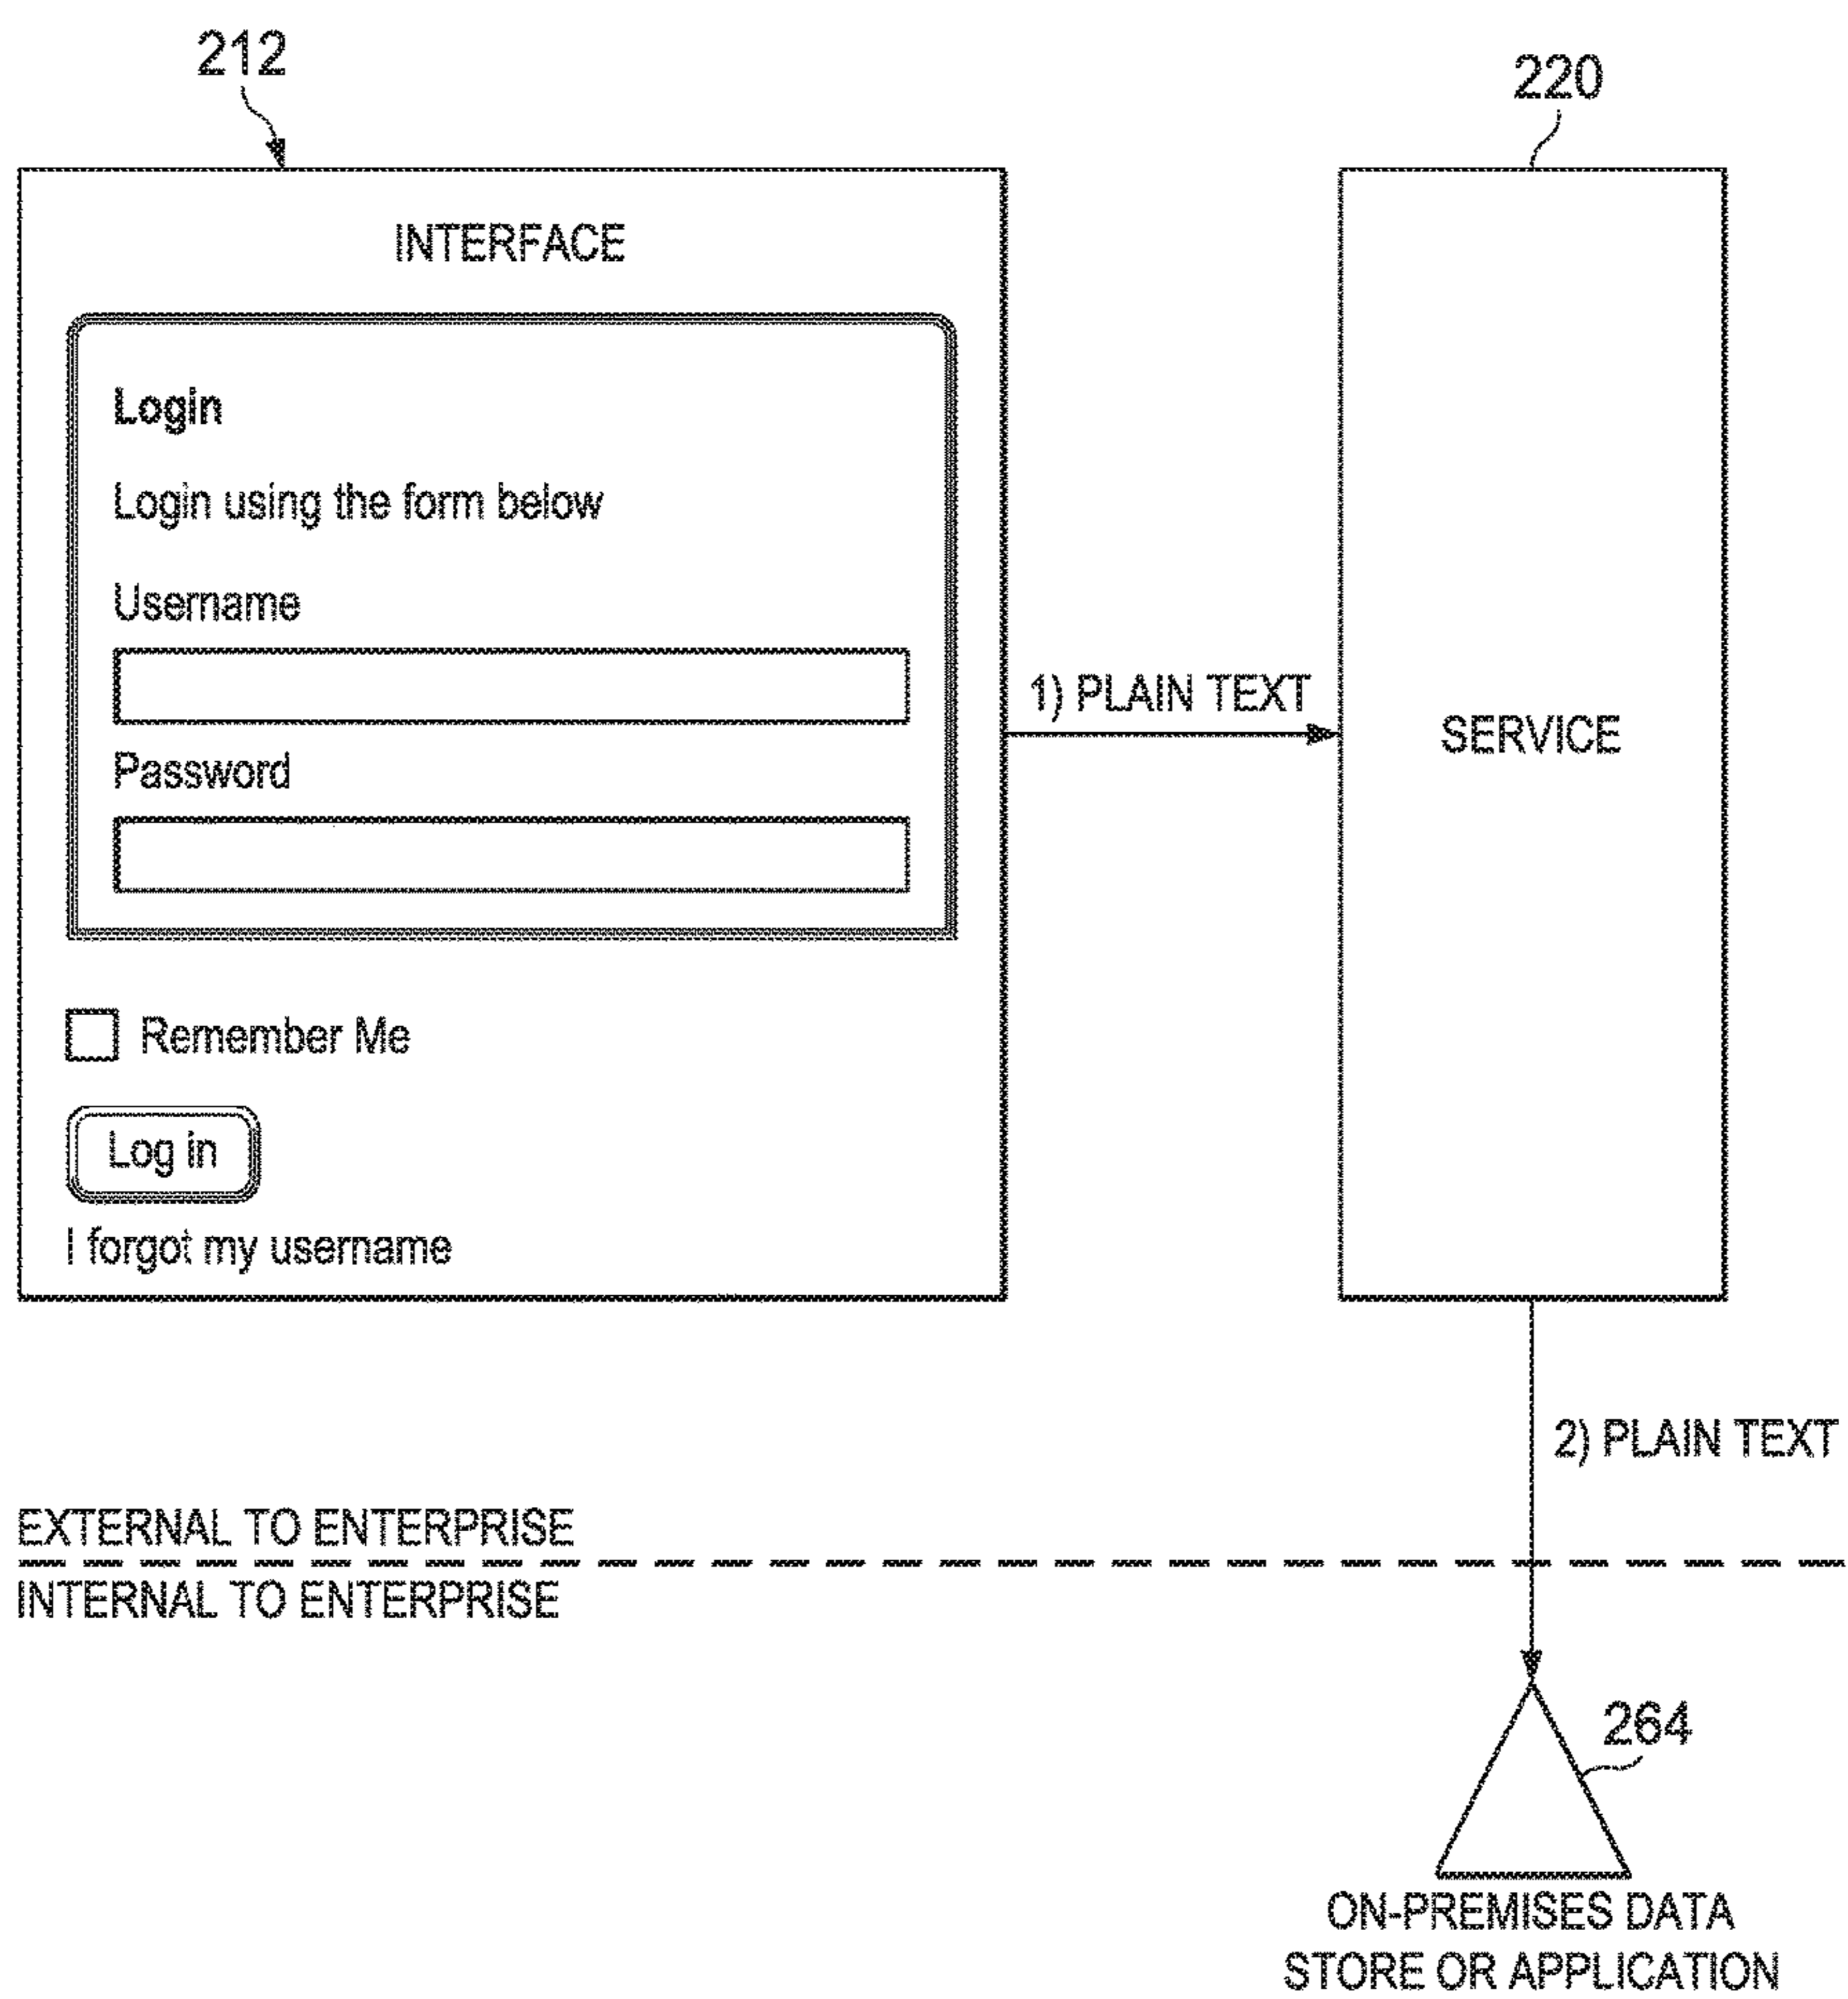 212
220
INTERFACE
Login
Login using the form below
Username
Password
Remember Me
Log in
I forgot my username
1) PLAIN TEXT
SERVICE
2) PLAIN TEXT
EXTERNAL TO ENTERPRISE
INTERNAL TO ENTERPRISE
264
ON-PREMISES DATA
STORE OR APPLICATION